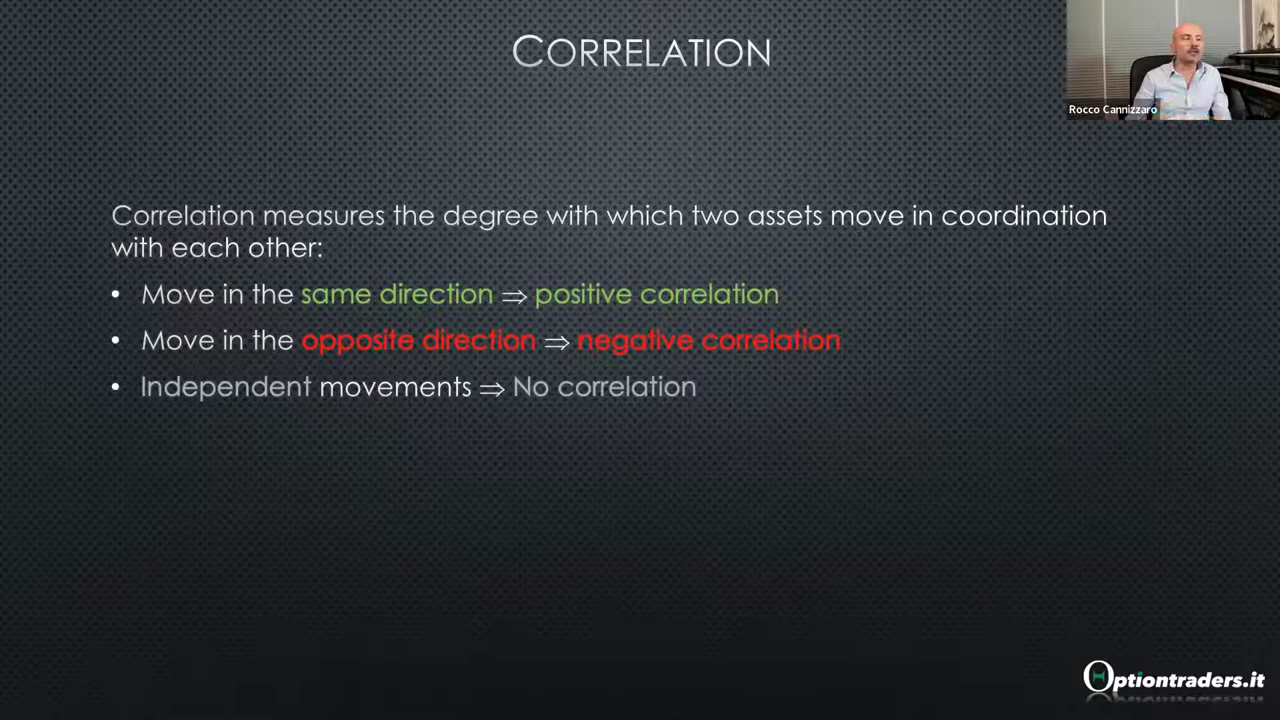 CORRELATION
Rocco Cannizzaro
Correlation measures the degree with which two assets move in coordination
with each other:
• Move in the same direction ⇒ positive correlation
• Move in the opposite direction ⇒ negative correlation
• Independent movements ⇒ No correlation
Optiontraders.it